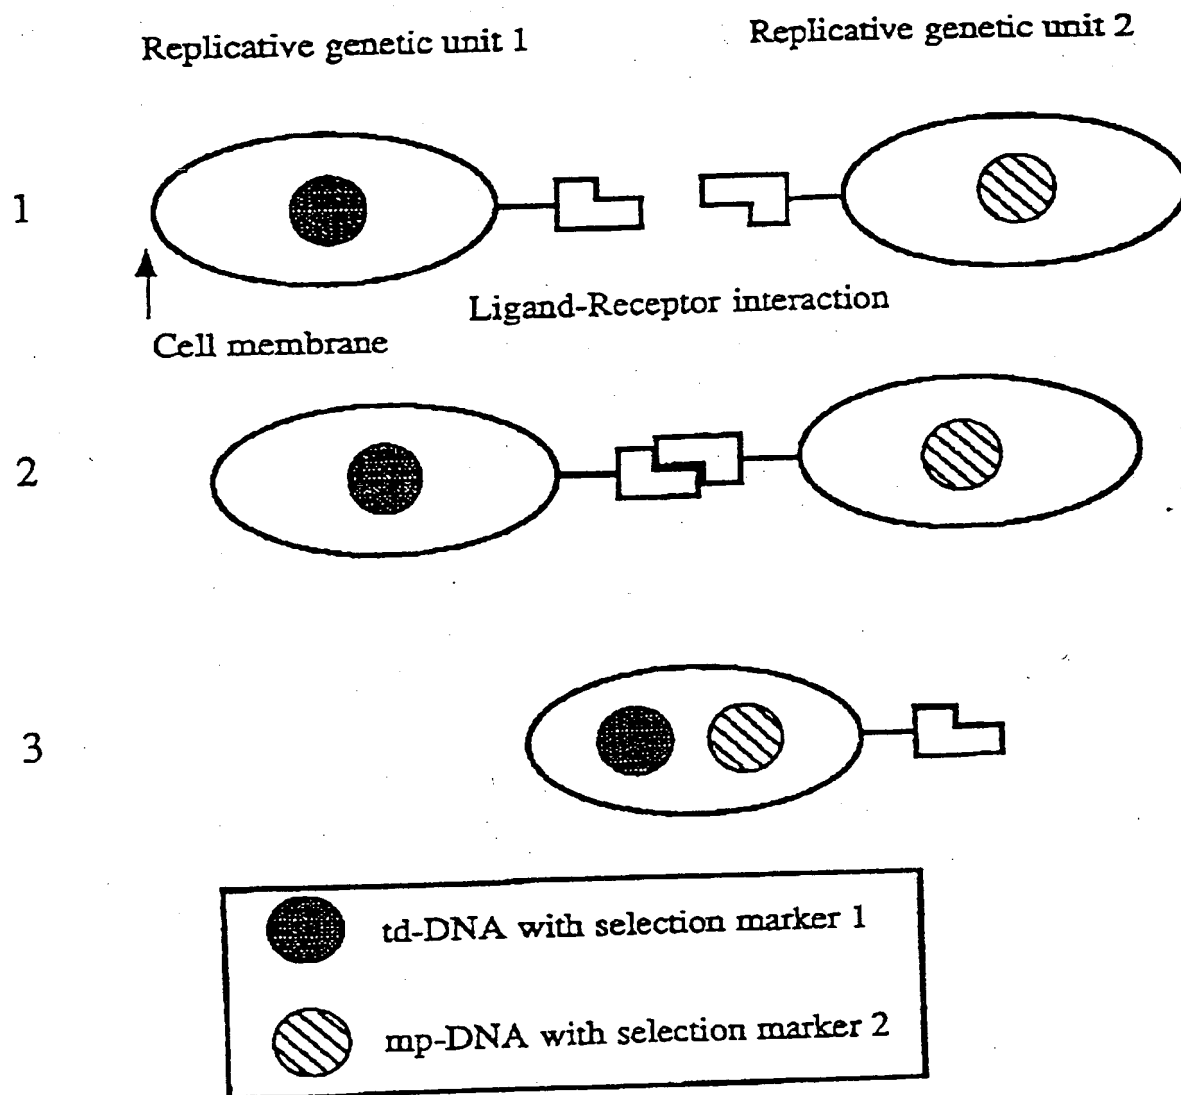 Replicative genetic unit 1
Replicative genetic unit 2
1
Ligand-Receptor interaction
Cell membrane
2
3
td-DNA with selection marker 1
mp-DNA with selection marker 2